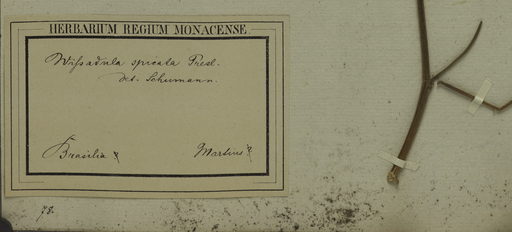 HERBARIUM REGIUM MONACENSE.
Wissadula spicata Presl.
det. Schumann.
Brasilia Martius
78.